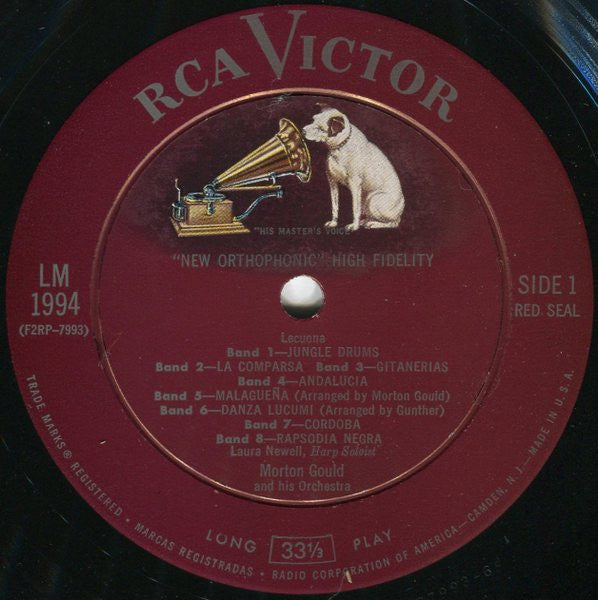 RCA VICTOR
"HIS MASTER'S VOICE"
"NEW ORTHOPHONIC" HIGH FIDELITY
LM
1994
(F2RP-7993)
SIDE 1
RED SEAL
Lecuona
Band 1—JUNGLE DRUMS
Band 2—LA COMPARSA Band 3—GITANERIAS
Band 4—ANDALUCIA
Band 5—MALAGUEÑA (Arranged by Morton Gould)
Band 6—DANZA LUCUMI (Arranged by Gunther)
Band 7—CORDOBA
Band 8—RAPSODIA NEGRA
Laura Newell, Harp Soloist
Morton Gould
and his Orchestra
LONG 33⅓ PLAY
TRADE MARKS ® REGISTERED • MARCAS REGISTRADAS • RADIO CORPORATION OF AMERICA—CAMDEN, N. J.—MADE IN U. S. A.